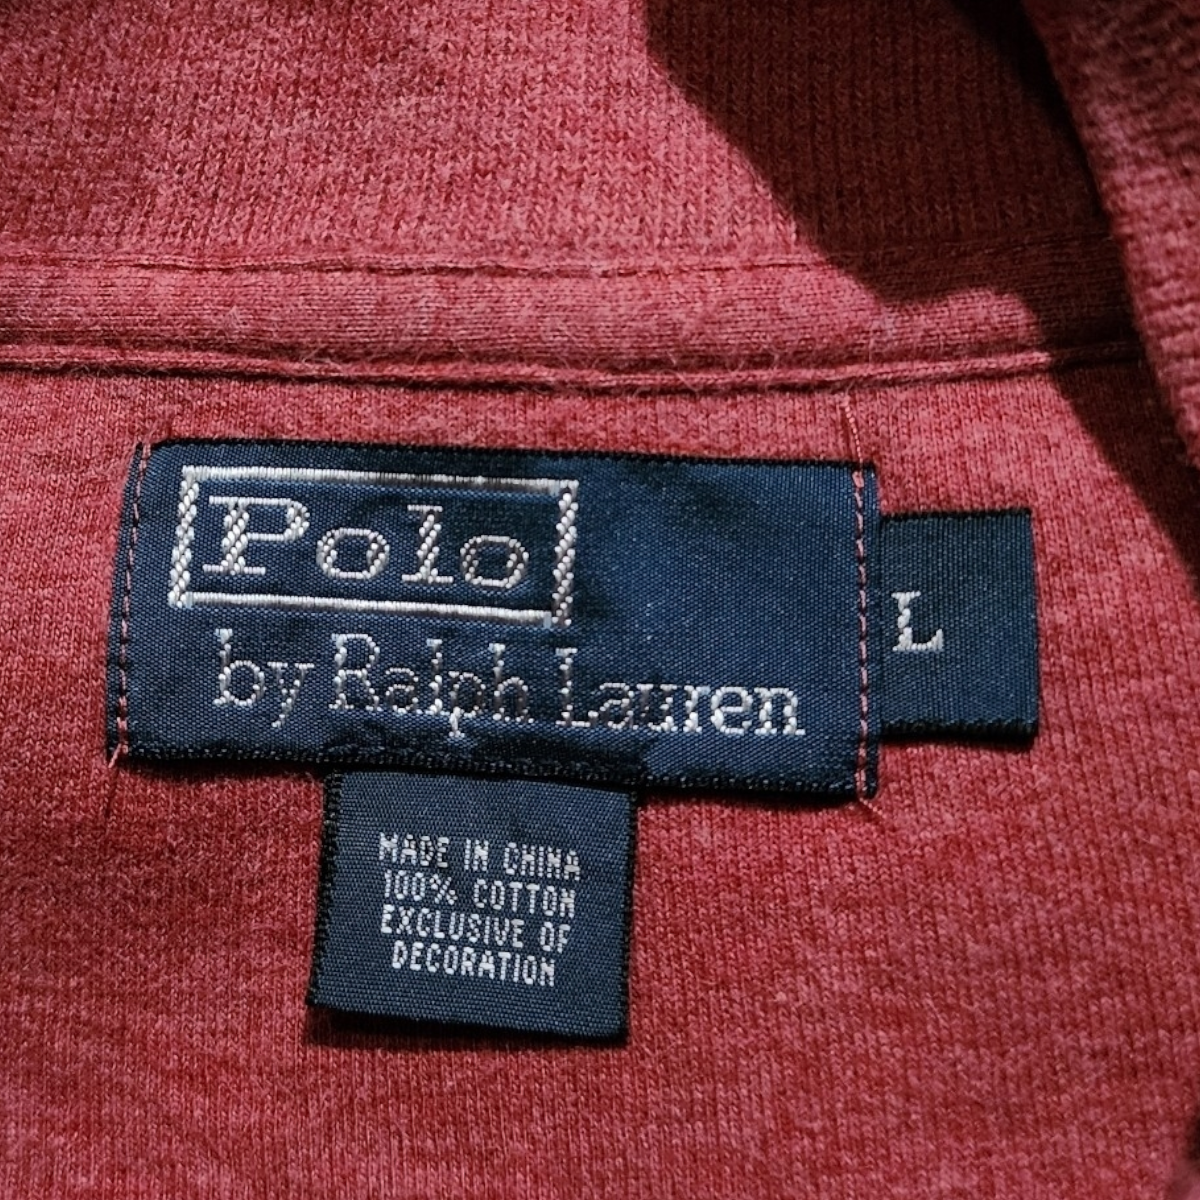 Polo
by Ralph Lauren
L
MADE IN CHINA
100% COTTON
EXCLUSIVE OF
DECORATION